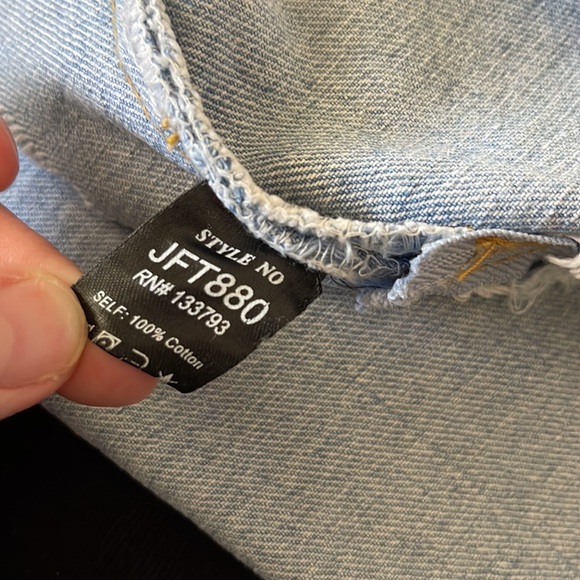 STYLE NO
JFT880
RN# 133793
SELF: 100% Cotton